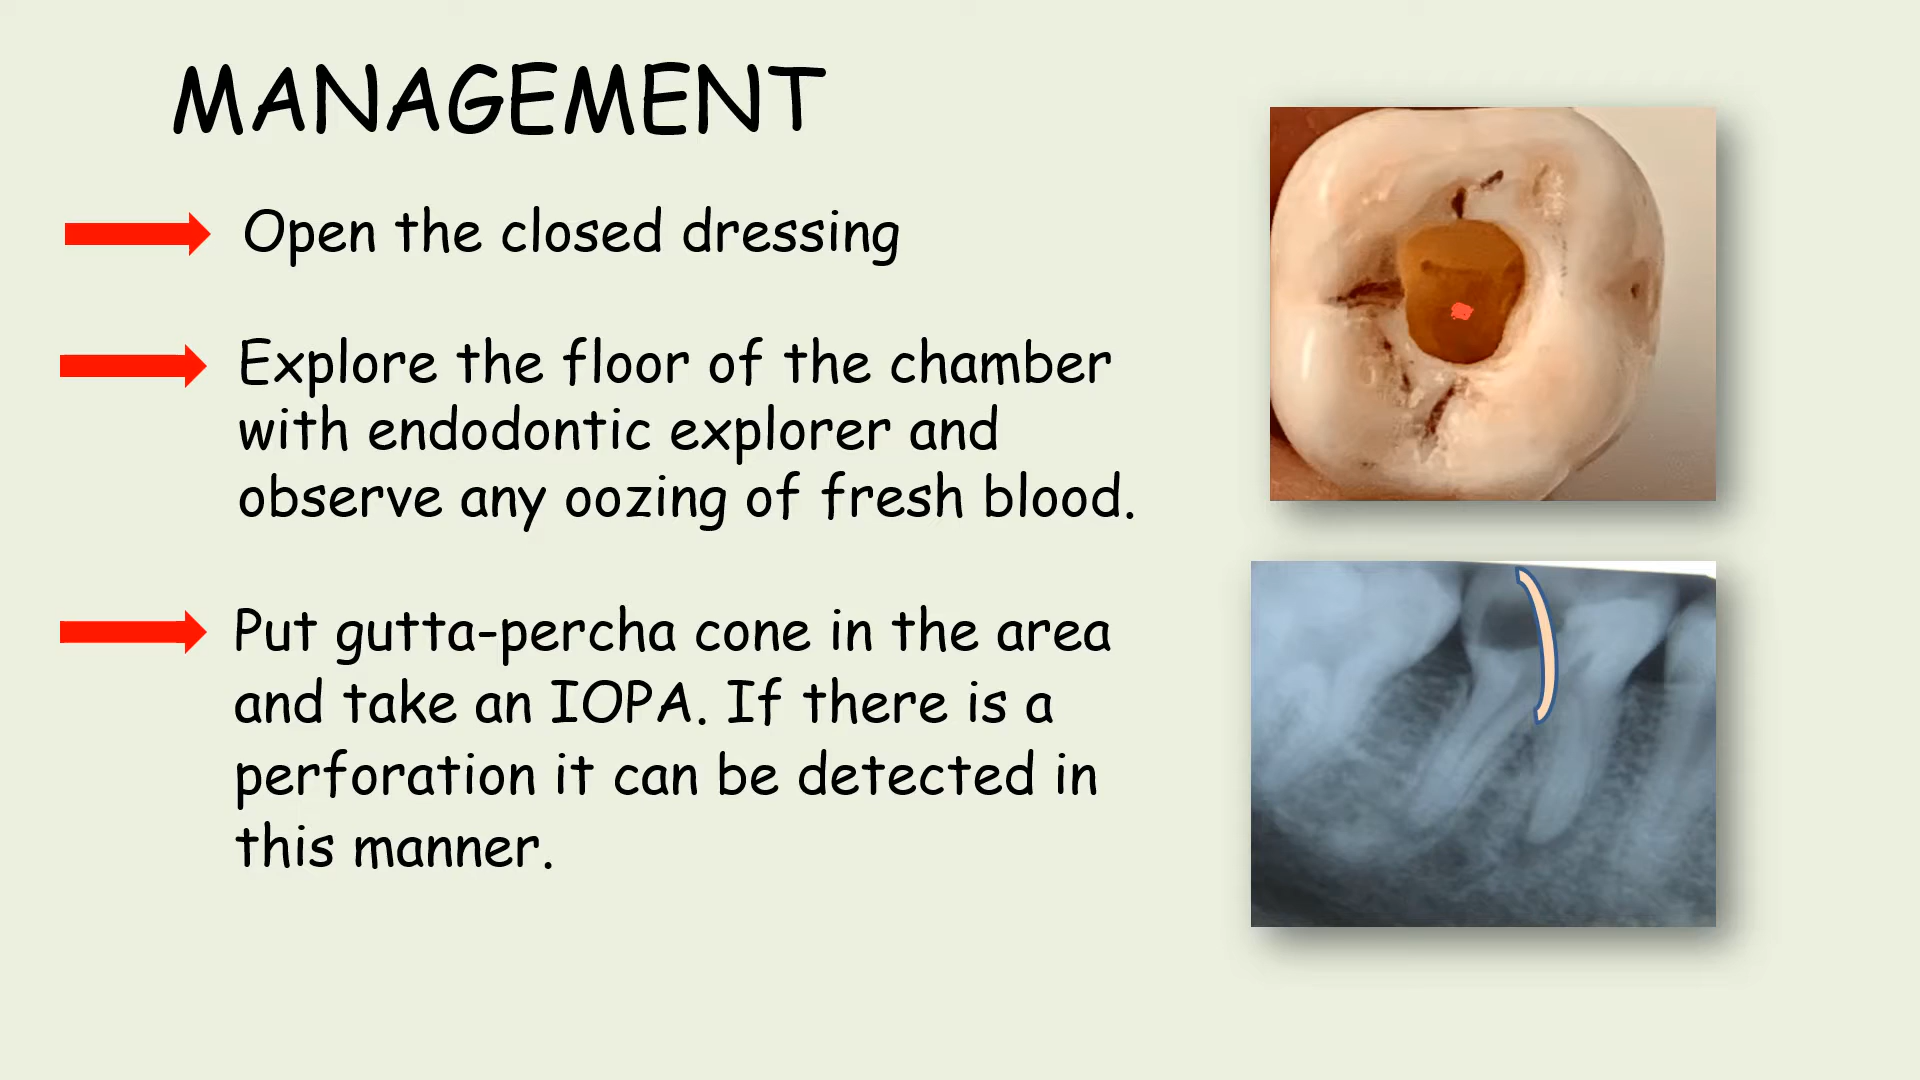 MANAGEMENT
Open the closed dressing
Explore the floor of the chamber
with endodontic explorer and
observe any oozing of fresh blood.
Put gutta-percha cone in the area
and take an IOPA. If there is a
perforation it can be detected in
this manner.